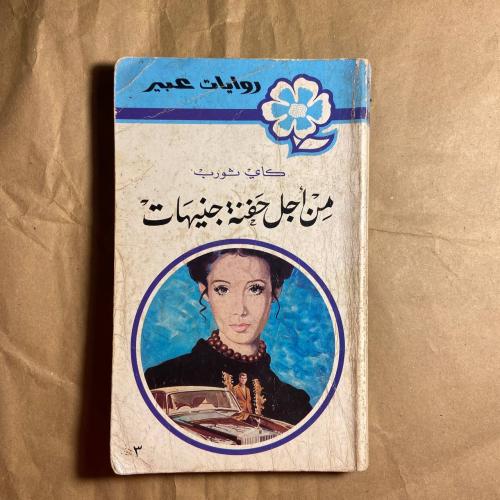 روايات عبير
كاي ثورب
من أجل حفنة جنيهات
٣